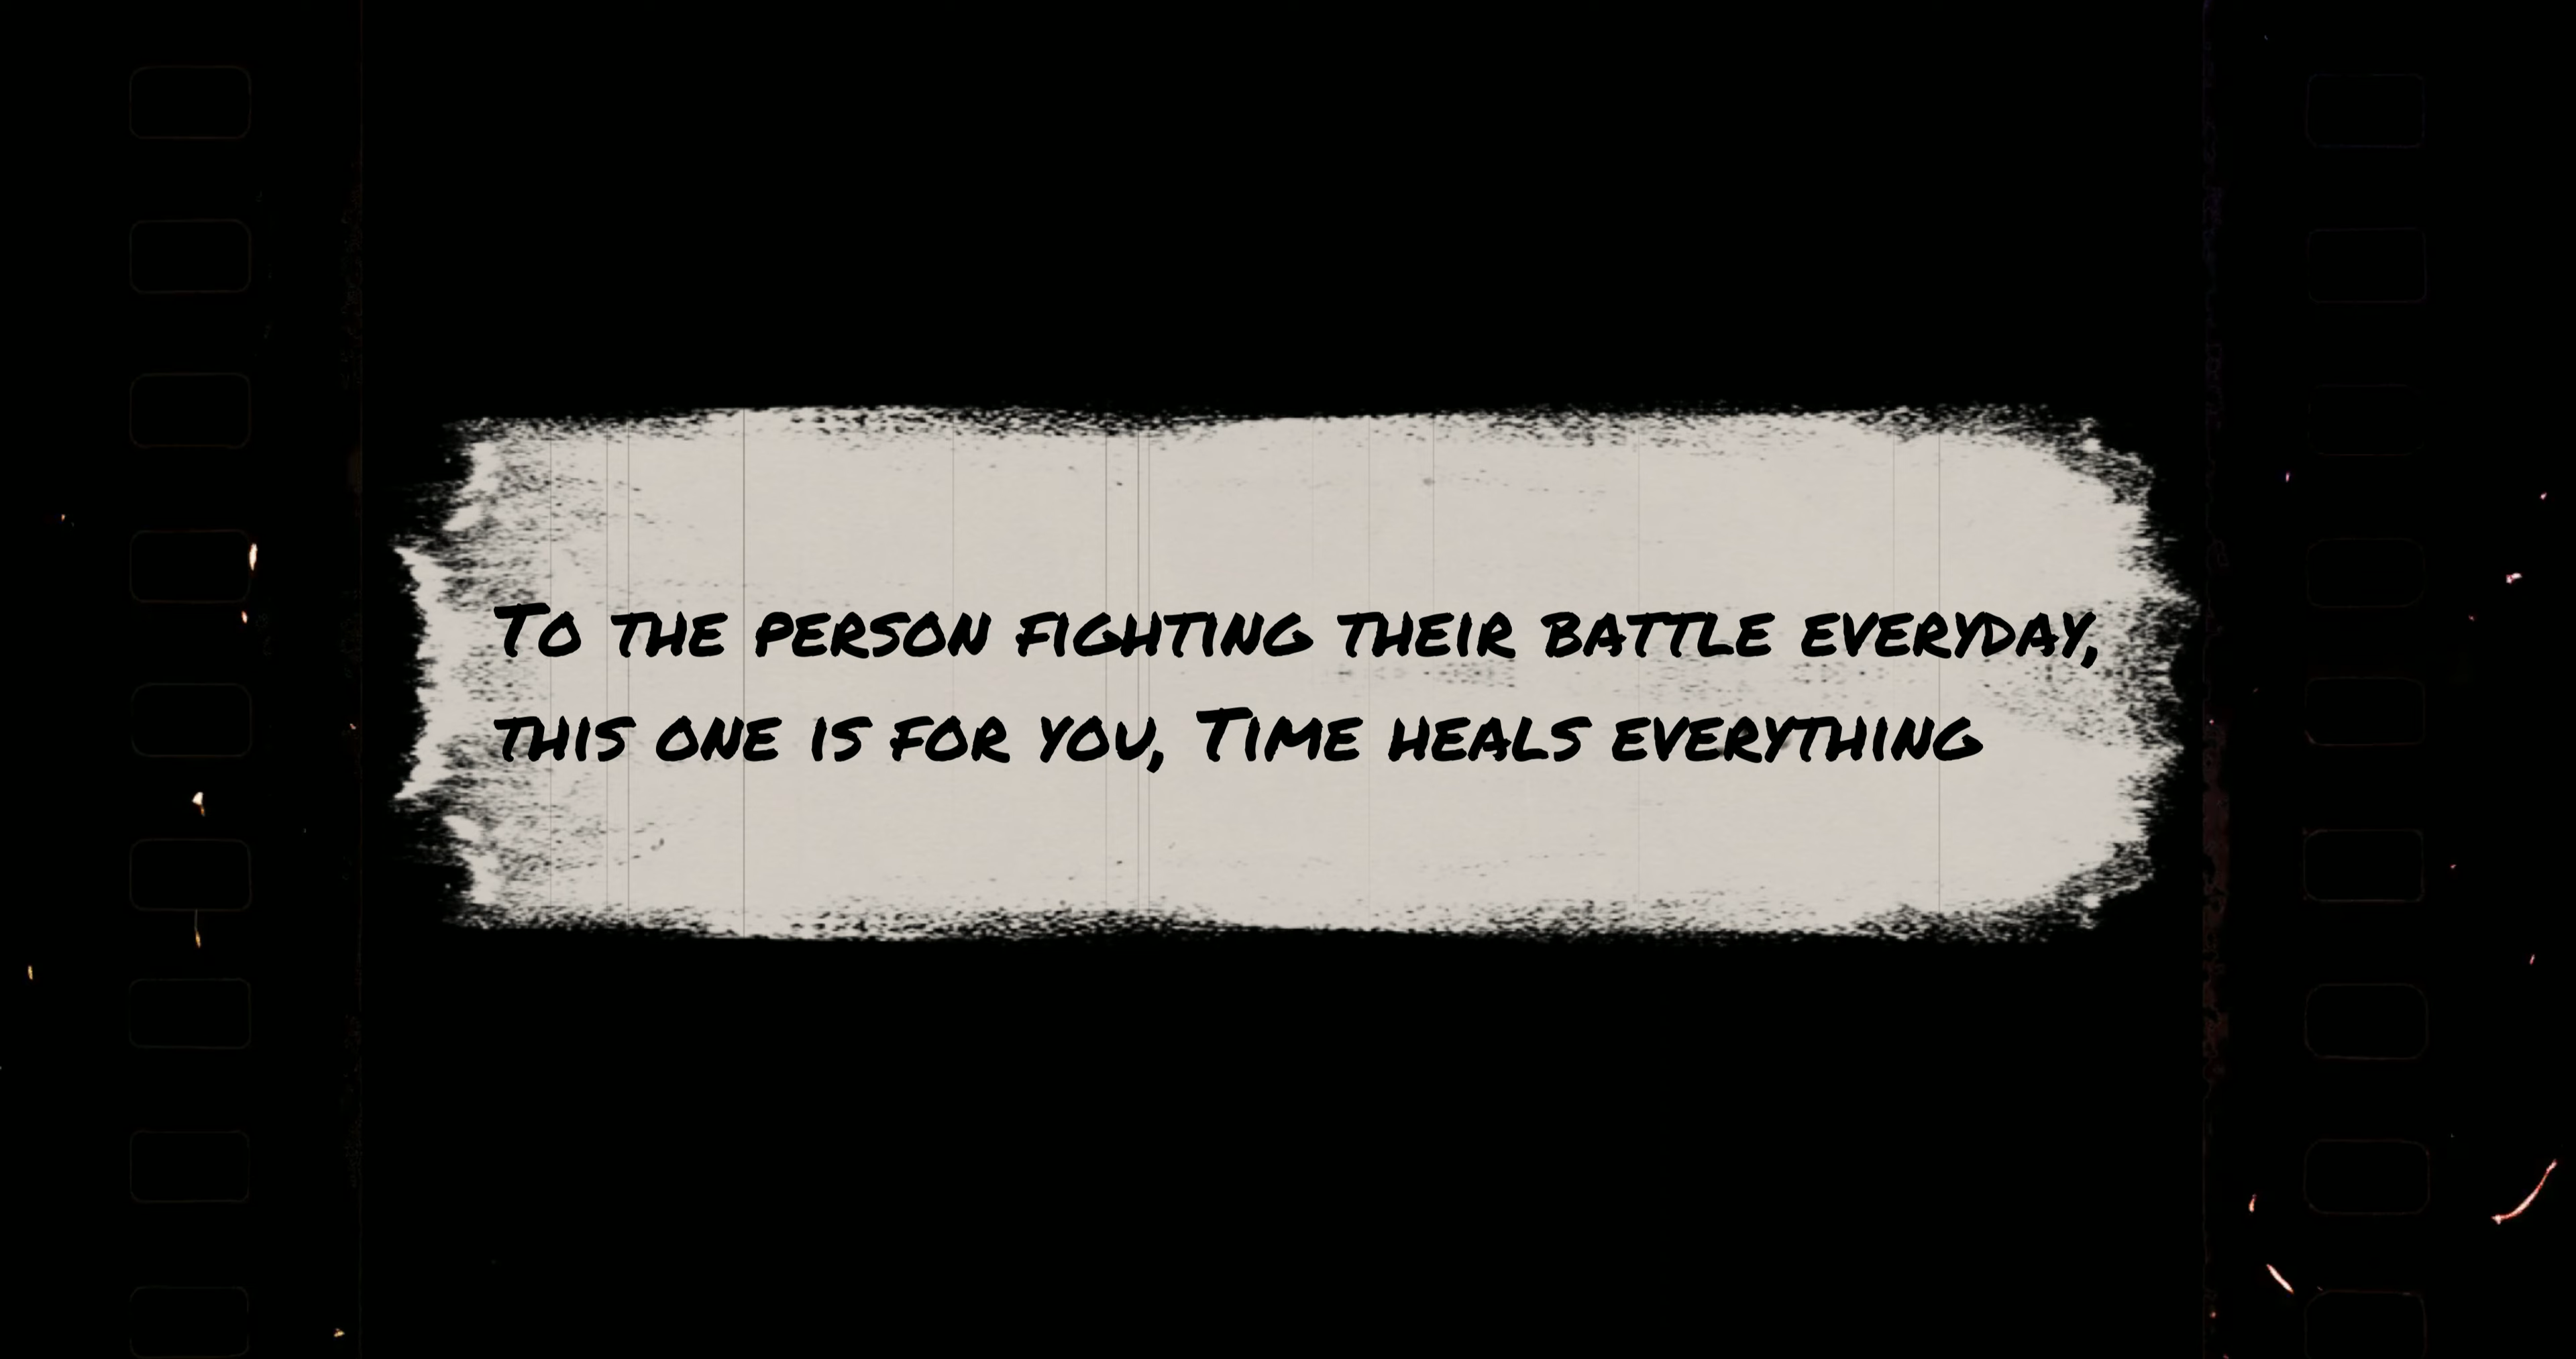 To the person fighting their battle everyday,
this one is for you, Time heals everything